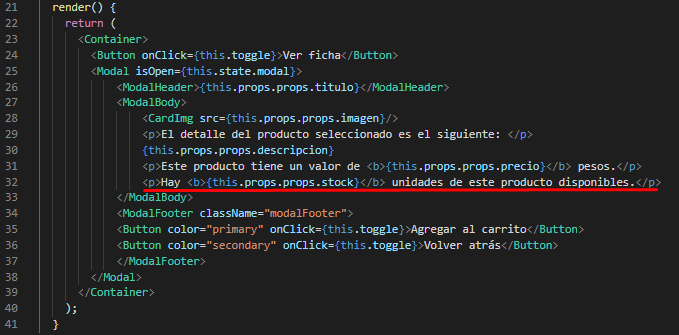 21 render() {
22 return (
23 <Container>
24 <Button onClick={this.toggle}>Ver ficha</Button>
25 <Modal isOpen={this.state.modal}>
26 <ModalHeader>{this.props.props.titulo}</ModalHeader>
27 <ModalBody>
28 <CardImg src={this.props.props.imagen}/>
29 <p>El detalle del producto seleccionado es el siguiente: </p>
30 {this.props.props.descripcion}
31 <p>Este producto tiene un valor de <b>{this.props.props.precio}</b> pesos.</p>
32 <p>Hay <b>{this.props.props.stock}</b> unidades de este producto disponibles.</p>
33 </ModalBody>
34 <ModalFooter className="modalFooter">
35 <Button color="primary" onClick={this.toggle}>Agregar al carrito</Button>
36 <Button color="secondary" onClick={this.toggle}>Volver atrás</Button>
37 </ModalFooter>
38 </Modal>
39 </Container>
40 );
41 }